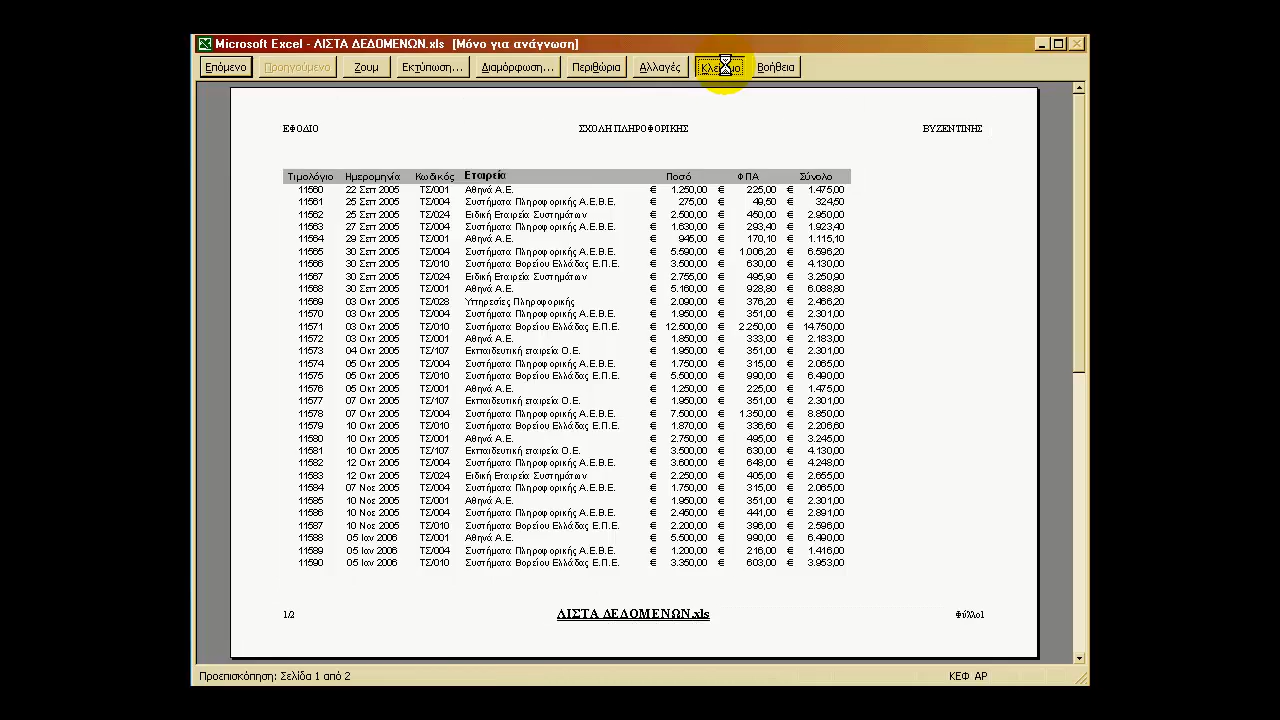 Microsoft Excel - ΛΙΣΤΑ ΔΕΔΟΜΕΝΩΝ.xls [Μόνο για ανάγνωση]
Επόμενο Προηγούμενο Ζουμ Εκτύπωση... Διαμόρφωση... Περιθώρια Αλλαγές Βοήθεια
ΕΦΟΔΙΟ ΣΧΟΛΗ ΠΛΗΡΟΦΟΡΙΚΗΣ ΒΥΖΕΝΤΙΝΗΣ
Τιμολόγιο Ημερομηνία Κωδικός Εταιρεία Ποσό ΦΠΑ Σύνολο
11560 22 Σεπ 2005 ΤΣ/001 Αθηνά Α.Ε. € 1.250,00 € 225,00 € 1.475,00
11561 25 Σεπ 2005 ΤΣ/004 Συστήματα Πληροφορικής Α.Ε.Β.Ε. € 275,00 € 49,50 € 324,50
11562 25 Σεπ 2005 ΤΣ/024 Ειδική Εταιρεία Συστημάτων € 2.500,00 € 450,00 € 2.950,00
11563 27 Σεπ 2005 ΤΣ/004 Συστήματα Πληροφορικής Α.Ε.Β.Ε. € 1.630,00 € 293,40 € 1.923,40
11564 29 Σεπ 2005 ΤΣ/001 Αθηνά Α.Ε. € 945,00 € 170,10 € 1.115,10
11565 30 Σεπ 2005 ΤΣ/004 Συστήματα Πληροφορικής Α.Ε.Β.Ε. € 5.590,00 € 1.006,20 € 6.596,20
11566 30 Σεπ 2005 ΤΣ/010 Συστήματα Βορείου Ελλάδας Ε.Π.Ε. € 3.500,00 € 630,00 € 4.130,00
11567 30 Σεπ 2005 ΤΣ/024 Ειδική Εταιρεία Συστημάτων € 2.755,00 € 495,90 € 3.250,90
11568 30 Σεπ 2005 ΤΣ/001 Αθηνά Α.Ε. € 5.160,00 € 928,80 € 6.088,80
11569 03 Οκτ 2005 ΤΣ/028 Υπηρεσίες Πληροφορικής € 2.090,00 € 376,20 € 2.466,20
11570 03 Οκτ 2005 ΤΣ/004 Συστήματα Πληροφορικής Α.Ε.Β.Ε. € 1.950,00 € 351,00 € 2.301,00
11571 03 Οκτ 2005 ΤΣ/010 Συστήματα Βορείου Ελλάδας Ε.Π.Ε. € 12.500,00 € 2.250,00 € 14.750,00
11572 03 Οκτ 2005 ΤΣ/001 Αθηνά Α.Ε. € 1.850,00 € 333,00 € 2.183,00
11573 04 Οκτ 2005 ΤΣ/107 Εκπαιδευτική εταιρεία Ο.Ε. € 1.950,00 € 351,00 € 2.301,00
11574 05 Οκτ 2005 ΤΣ/004 Συστήματα Πληροφορικής Α.Ε.Β.Ε. € 1.750,00 € 315,00 € 2.065,00
11575 05 Οκτ 2005 ΤΣ/010 Συστήματα Βορείου Ελλάδας Ε.Π.Ε. € 5.500,00 € 990,00 € 6.490,00
11576 05 Οκτ 2005 ΤΣ/001 Αθηνά Α.Ε. € 1.250,00 € 225,00 € 1.475,00
11577 07 Οκτ 2005 ΤΣ/107 Εκπαιδευτική εταιρεία Ο.Ε. € 1.950,00 € 351,00 € 2.301,00
11578 07 Οκτ 2005 ΤΣ/004 Συστήματα Πληροφορικής Α.Ε.Β.Ε. € 7.500,00 € 1.350,00 € 8.850,00
11579 10 Οκτ 2005 ΤΣ/010 Συστήματα Βορείου Ελλάδας Ε.Π.Ε. € 1.870,00 € 336,60 € 2.206,60
11580 10 Οκτ 2005 ΤΣ/001 Αθηνά Α.Ε. € 2.750,00 € 495,00 € 3.245,00
11581 10 Οκτ 2005 ΤΣ/107 Εκπαιδευτική εταιρεία Ο.Ε. € 3.500,00 € 630,00 € 4.130,00
11582 12 Οκτ 2005 ΤΣ/004 Συστήματα Πληροφορικής Α.Ε.Β.Ε. € 3.600,00 € 648,00 € 4.248,00
11583 12 Οκτ 2005 ΤΣ/024 Ειδική Εταιρεία Συστημάτων € 2.250,00 € 405,00 € 2.655,00
11584 07 Νοε 2005 ΤΣ/004 Συστήματα Πληροφορικής Α.Ε.Β.Ε. € 1.750,00 € 315,00 € 2.065,00
11585 10 Νοε 2005 ΤΣ/001 Αθηνά Α.Ε. € 1.950,00 € 351,00 € 2.301,00
11586 10 Νοε 2005 ΤΣ/004 Συστήματα Πληροφορικής Α.Ε.Β.Ε. € 2.450,00 € 441,00 € 2.891,00
11587 10 Νοε 2005 ΤΣ/010 Συστήματα Βορείου Ελλάδας Ε.Π.Ε. € 2.200,00 € 396,00 € 2.596,00
11588 05 Ιαν 2006 ΤΣ/001 Αθηνά Α.Ε. € 5.500,00 € 990,00 € 6.490,00
11589 05 Ιαν 2006 ΤΣ/004 Συστήματα Πληροφορικής Α.Ε.Β.Ε. € 1.200,00 € 216,00 € 1.416,00
11590 05 Ιαν 2006 ΤΣ/010 Συστήματα Βορείου Ελλάδας Ε.Π.Ε. € 3.350,00 € 603,00 € 3.953,00
1/2 ΛΙΣΤΑ ΔΕΔΟΜΕΝΩΝ.xls Φύλλο1
Προεπισκόπηση: Σελίδα 1 από 2 ΚΕΦ ΑΡ